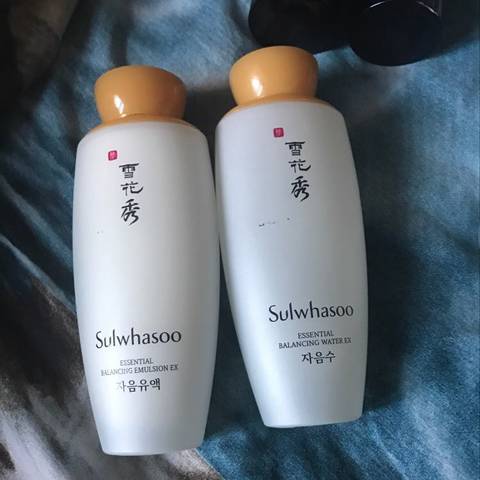 雪花秀
Sulwhasoo
ESSENTIAL
BALANCING EMULSION EX
자음유액
雪花秀
Sulwhasoo
ESSENTIAL
BALANCING WATER EX
자음수